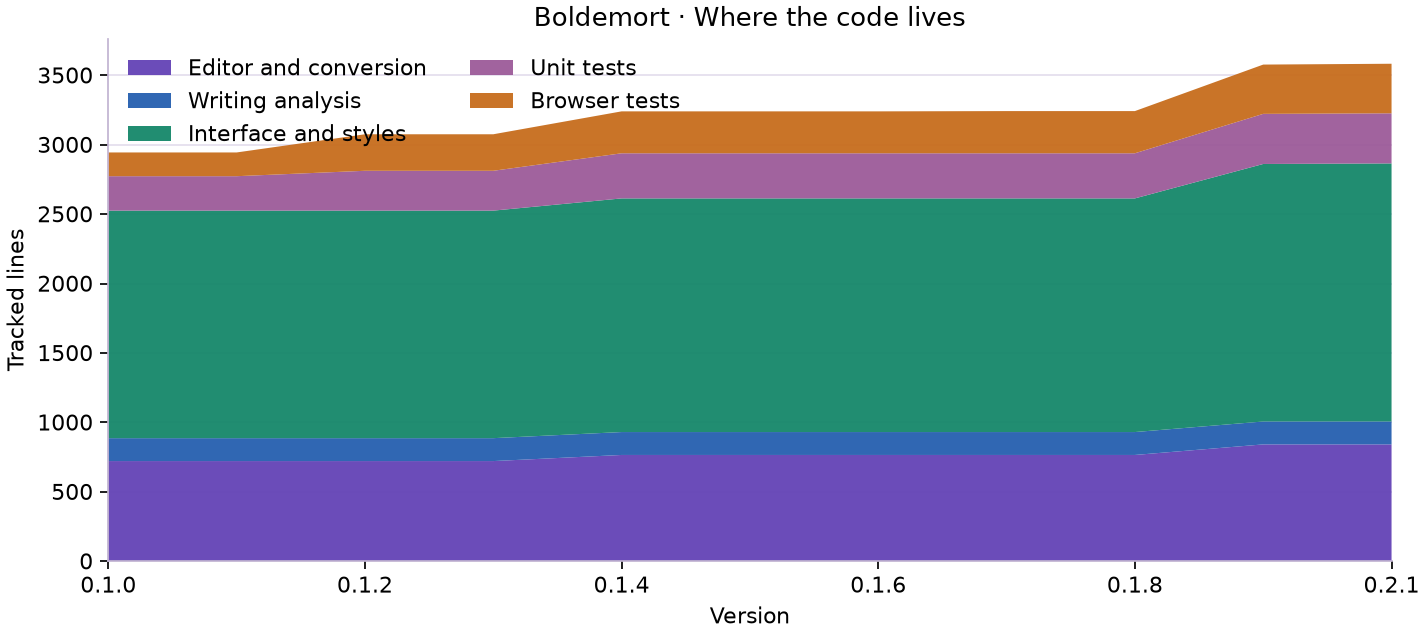 Boldemort · Where the code lives
Editor and conversion
Writing analysis
Interface and styles
Unit tests
Browser tests
Tracked lines
3500
3000
2500
2000
1500
1000
500
0
0.1.0
0.1.2
0.1.4
0.1.6
0.1.8
0.2.1
Version